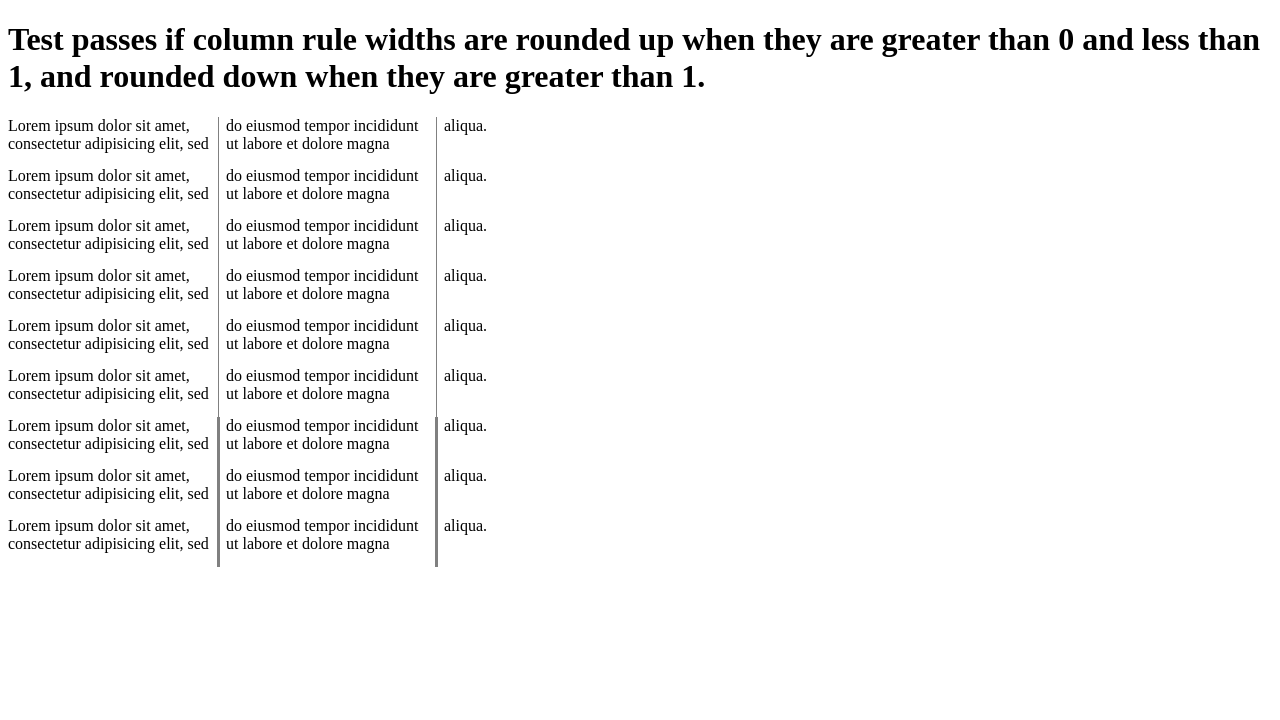 Test passes if column rule widths are rounded up when they are greater than 0 and less than
1, and rounded down when they are greater than 1.
Lorem ipsum dolor sit amet,
consectetur adipisicing elit, sed
do eiusmod tempor incididunt
ut labore et dolore magna
aliqua.
Lorem ipsum dolor sit amet,
consectetur adipisicing elit, sed
do eiusmod tempor incididunt
ut labore et dolore magna
aliqua.
Lorem ipsum dolor sit amet,
consectetur adipisicing elit, sed
do eiusmod tempor incididunt
ut labore et dolore magna
aliqua.
Lorem ipsum dolor sit amet,
consectetur adipisicing elit, sed
do eiusmod tempor incididunt
ut labore et dolore magna
aliqua.
Lorem ipsum dolor sit amet,
consectetur adipisicing elit, sed
do eiusmod tempor incididunt
ut labore et dolore magna
aliqua.
Lorem ipsum dolor sit amet,
consectetur adipisicing elit, sed
do eiusmod tempor incididunt
ut labore et dolore magna
aliqua.
Lorem ipsum dolor sit amet,
consectetur adipisicing elit, sed
do eiusmod tempor incididunt
ut labore et dolore magna
aliqua.
Lorem ipsum dolor sit amet,
consectetur adipisicing elit, sed
do eiusmod tempor incididunt
ut labore et dolore magna
aliqua.
Lorem ipsum dolor sit amet,
consectetur adipisicing elit, sed
do eiusmod tempor incididunt
ut labore et dolore magna
aliqua.